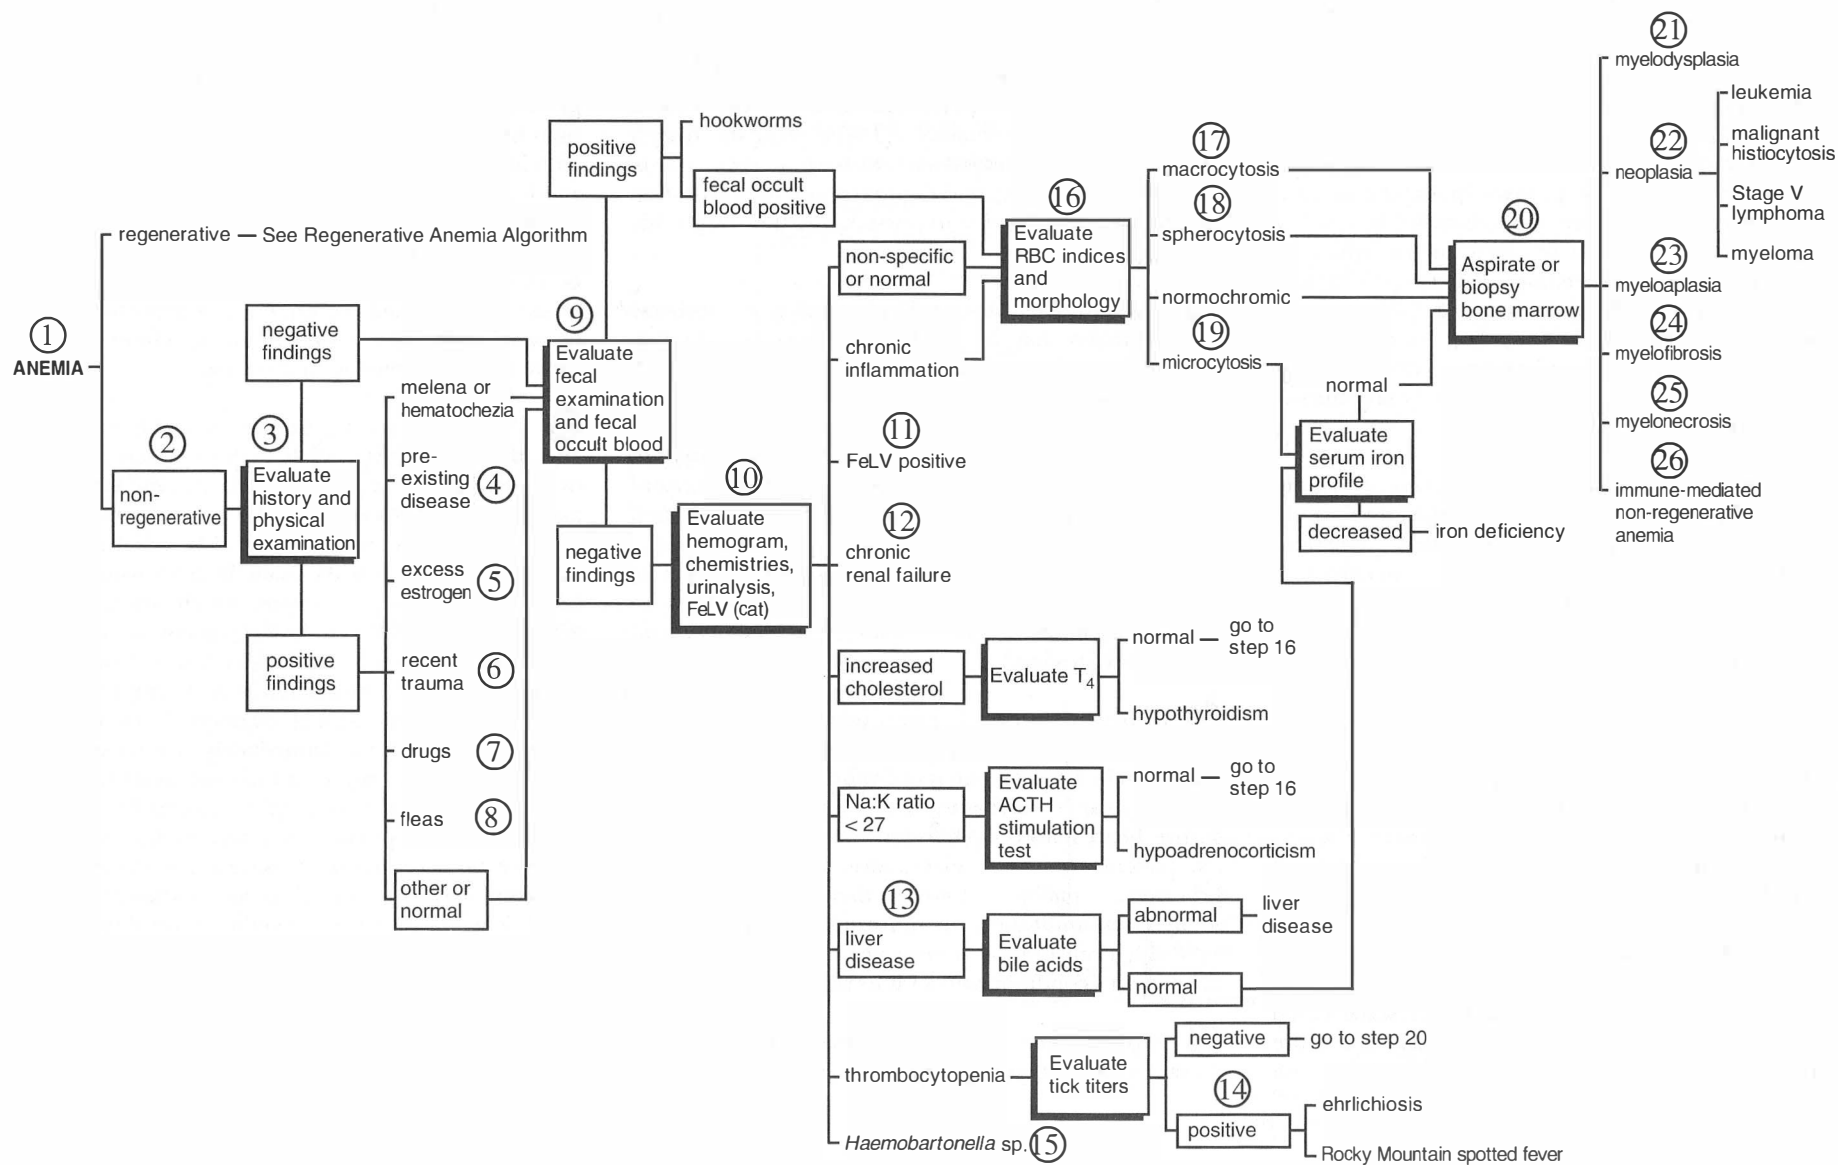 1
ANEMIA
regenerative
See Regenerative Anemia Algorithm
2
non-
regenerative
negative
findings
3
Evaluate
history and
physical
examination
positive
findings
melena or
hematochezia
pre-
existing
disease
4
excess
estrogen
5
recent
trauma
6
drugs
7
fleas
8
other or
normal
positive
findings
hookworms
fecal occult
blood positive
9
Evaluate
fecal
examination
and fecal
occult blood
negative
findings
10
Evaluate
hemogram,
chemistries,
urinalysis,
FeLV (cat)
non-specific
or normal
chronic
inflammation
11
FeLV positive
12
chronic
renal failure
increased
cholesterol
Evaluate T4
normal
go to
step 16
hypothyroidism
Na:K ratio
< 27
Evaluate
ACTH
stimulation
test
normal
go to
step 16
hypoadrenocorticism
13
liver
disease
Evaluate
bile acids
abnormal
liver
disease
normal
thrombocytopenia
Evaluate
tick titers
negative
go to step 20
14
positive
ehrlichiosis
Rocky Mountain spotted fever
Haemobartonella sp.
15
16
Evaluate
RBC indices
and
morphology
17
macrocytosis
18
spherocytosis
normochromic
19
microcytosis
normal
Evaluate
serum iron
profile
decreased
iron deficiency
20
Aspirate or
biopsy
bone marrow
21
myelodysplasia
22
neoplasia
leukemia
malignant
histiocytosis
Stage V
lymphoma
myeloma
23
myeloaplasia
24
myelofibrosis
25
myelonecrosis
26
immune-mediated
non-regenerative
anemia